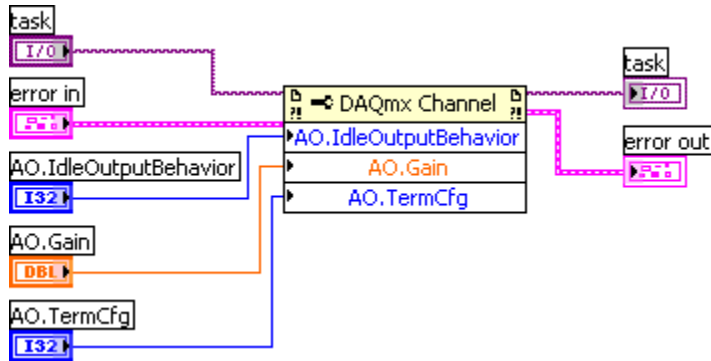 task
I/O
error in
AO.IdleOutputBehavior
I32
AO.Gain
DBL
AO.TermCfg
I32
?! DAQmx Channel ?!
AO.IdleOutputBehavior
AO.Gain
AO.TermCfg
task
I/O
error out